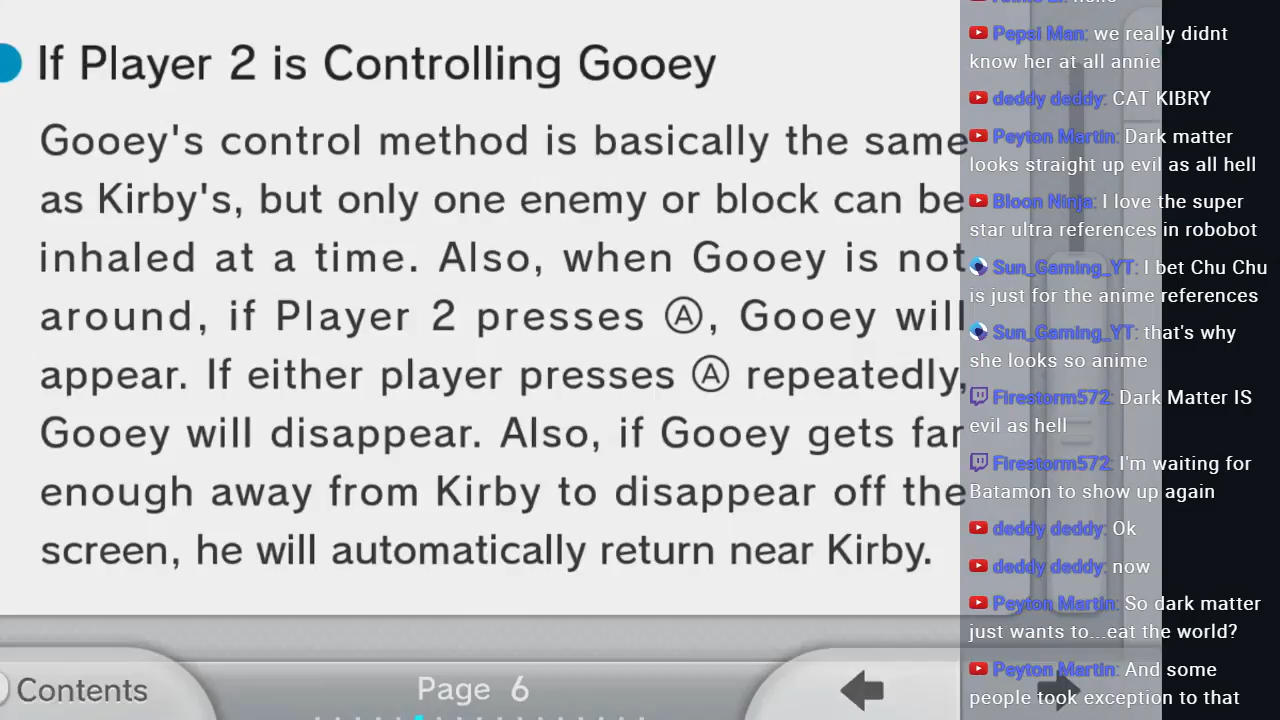 If Player 2 is Controlling Gooey
Gooey's control method is basically the same
as Kirby's, but only one enemy or block can be
inhaled at a time. Also, when Gooey is not
around, if Player 2 presses Ⓐ, Gooey will
appear. If either player presses Ⓐ repeatedly,
Gooey will disappear. Also, if Gooey gets far
enough away from Kirby to disappear off the
screen, he will automatically return near Kirby.
Contents
Page 6
Pepsi Man: we really didnt
know her at all annie
deddy deddy: CAT KIBRY
Peyton Martin: Dark matter
looks straight up evil as all hell
Bloon Ninja: I love the super
star ultra references in robobot
Sun_Gaming_YT: I bet Chu Chu
is just for the anime references
Sun_Gaming_YT: that's why
she looks so anime
Firestorm572: Dark Matter IS
evil as hell
Firestorm572: I'm waiting for
Batamon to show up again
deddy deddy: Ok
deddy deddy: now
Peyton Martin: So dark matter
just wants to...eat the world?
Peyton Martin: And some
people took exception to that